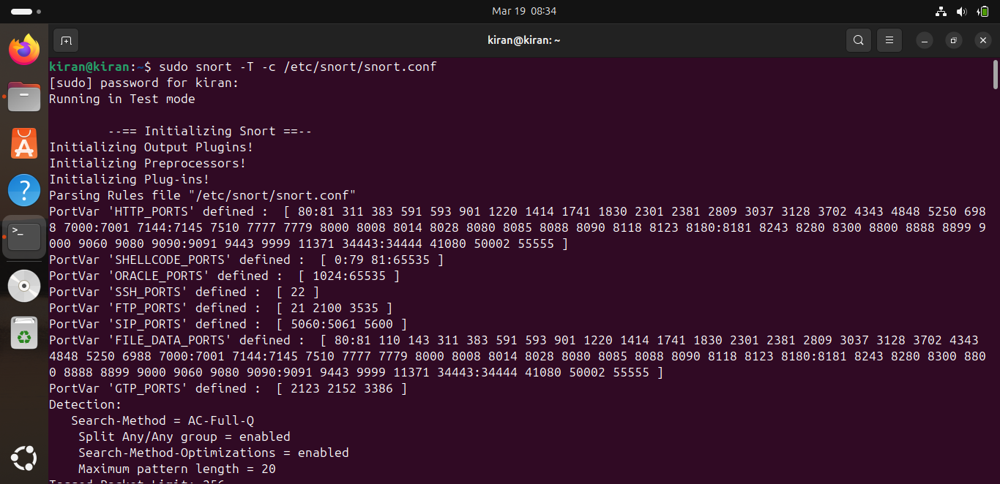 Mar 19 08:34
kiran@kiran: ~
kiran@kiran:~$ sudo snort -T -c /etc/snort/snort.conf
[sudo] password for kiran:
Running in Test mode
--== Initializing Snort ==--
Initializing Output Plugins!
Initializing Preprocessors!
Initializing Plug-ins!
Parsing Rules file "/etc/snort/snort.conf"
PortVar 'HTTP_PORTS' defined :  [ 80:81 311 383 591 593 901 1220 1414 1741 1830 2301 2381 2809 3037 3128 3702 4343 4848 5250 698
8 7000:7001 7144:7145 7510 7777 7779 8000 8008 8014 8028 8080 8085 8088 8090 8118 8123 8180:8181 8243 8280 8300 8800 8888 8899 9
000 9060 9080 9090:9091 9443 9999 11371 34443:34444 41080 50002 55555 ]
PortVar 'SHELLCODE_PORTS' defined :  [ 0:79 81:65535 ]
PortVar 'ORACLE_PORTS' defined :  [ 1024:65535 ]
PortVar 'SSH_PORTS' defined :  [ 22 ]
PortVar 'FTP_PORTS' defined :  [ 21 2100 3535 ]
PortVar 'SIP_PORTS' defined :  [ 5060:5061 5600 ]
PortVar 'FILE_DATA_PORTS' defined :  [ 80:81 110 143 311 383 591 593 901 1220 1414 1741 1830 2301 2381 2809 3037 3128 3702 4343
4848 5250 6988 7000:7001 7144:7145 7510 7777 7779 8000 8008 8014 8028 8080 8085 8088 8090 8118 8123 8180:8181 8243 8280 8300 880
0 8888 8899 9000 9060 9080 9090:9091 9443 9999 11371 34443:34444 41080 50002 55555 ]
PortVar 'GTP_PORTS' defined :  [ 2123 2152 3386 ]
Detection:
Search-Method = AC-Full-Q
Split Any/Any group = enabled
Search-Method-Optimizations = enabled
Maximum pattern length = 20